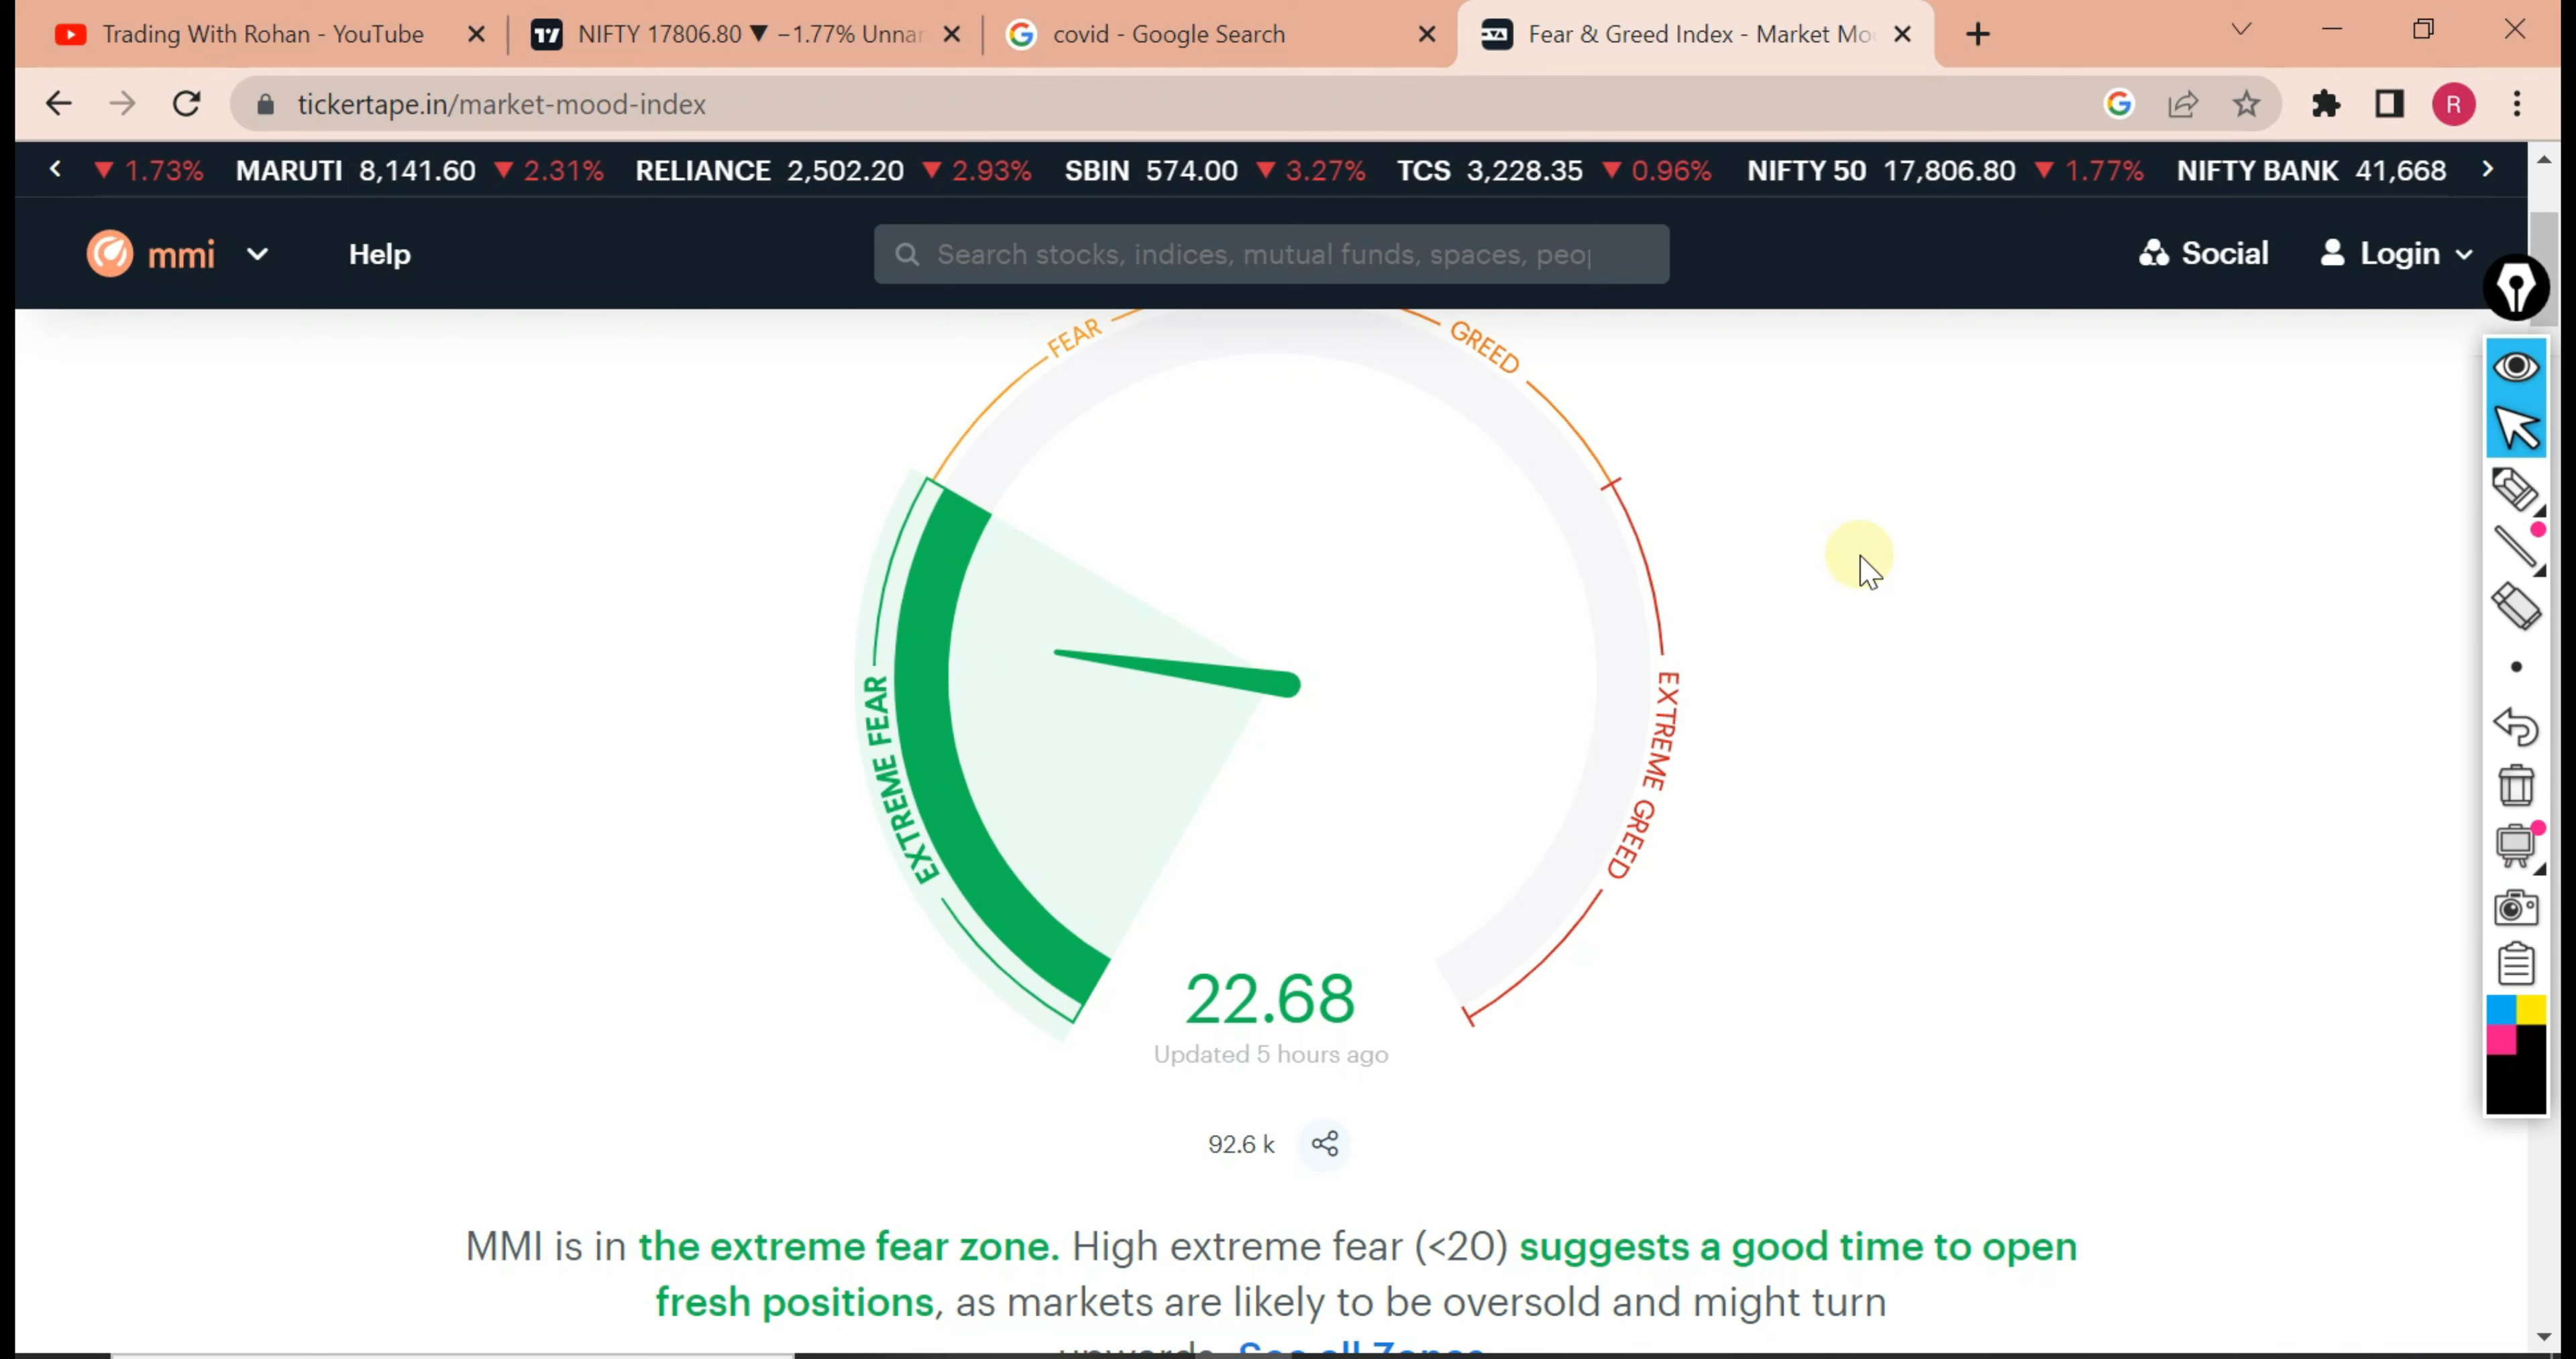 Trading With Rohan - YouTube
NIFTY 17806.80 ▼ −1.77% Unnar
covid - Google Search
Fear & Greed Index - Market Mo
tickertape.in/market-mood-index
R
▼ 1.73% MARUTI 8,141.60 ▼ 2.31% RELIANCE 2,502.20 ▼ 2.93% SBIN 574.00 ▼ 3.27% TCS 3,228.35 ▼ 0.96% NIFTY 50 17,806.80 ▼ 1.77% NIFTY BANK 41,668
mmi
Help
Search stocks, indices, mutual funds, spaces, peo
Social
Login
FEAR
GREED
EXTREME FEAR
EXTREME GREED
22.68
Updated 5 hours ago
92.6 k
MMI is in the extreme fear zone. High extreme fear (<20) suggests a good time to open
fresh positions, as markets are likely to be oversold and might turn
upwards. See all Zones